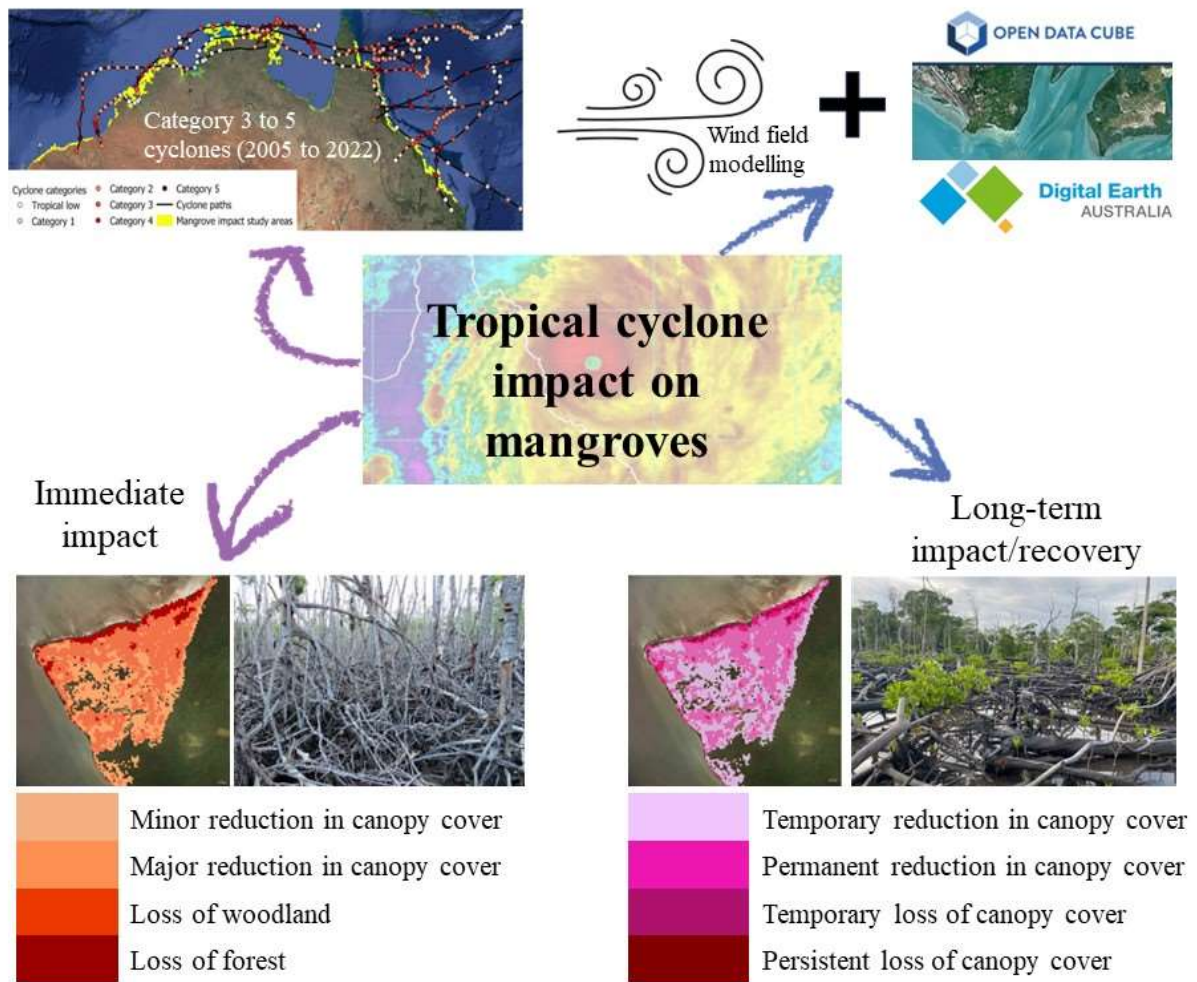 Category 3 to 5
cyclones (2005 to 2022)
Cyclone categories
Tropical low
Category 1
Category 2
Category 3
Category 4
Category 5
Cyclone paths
Mangrove impact study areas
Wind field
modelling
OPEN DATA CUBE
Digital Earth
AUSTRALIA
Tropical cyclone
impact on
mangroves
Immediate
impact
Long-term
impact/recovery
Minor reduction in canopy cover
Major reduction in canopy cover
Loss of woodland
Loss of forest
Temporary reduction in canopy cover
Permanent reduction in canopy cover
Temporary loss of canopy cover
Persistent loss of canopy cover